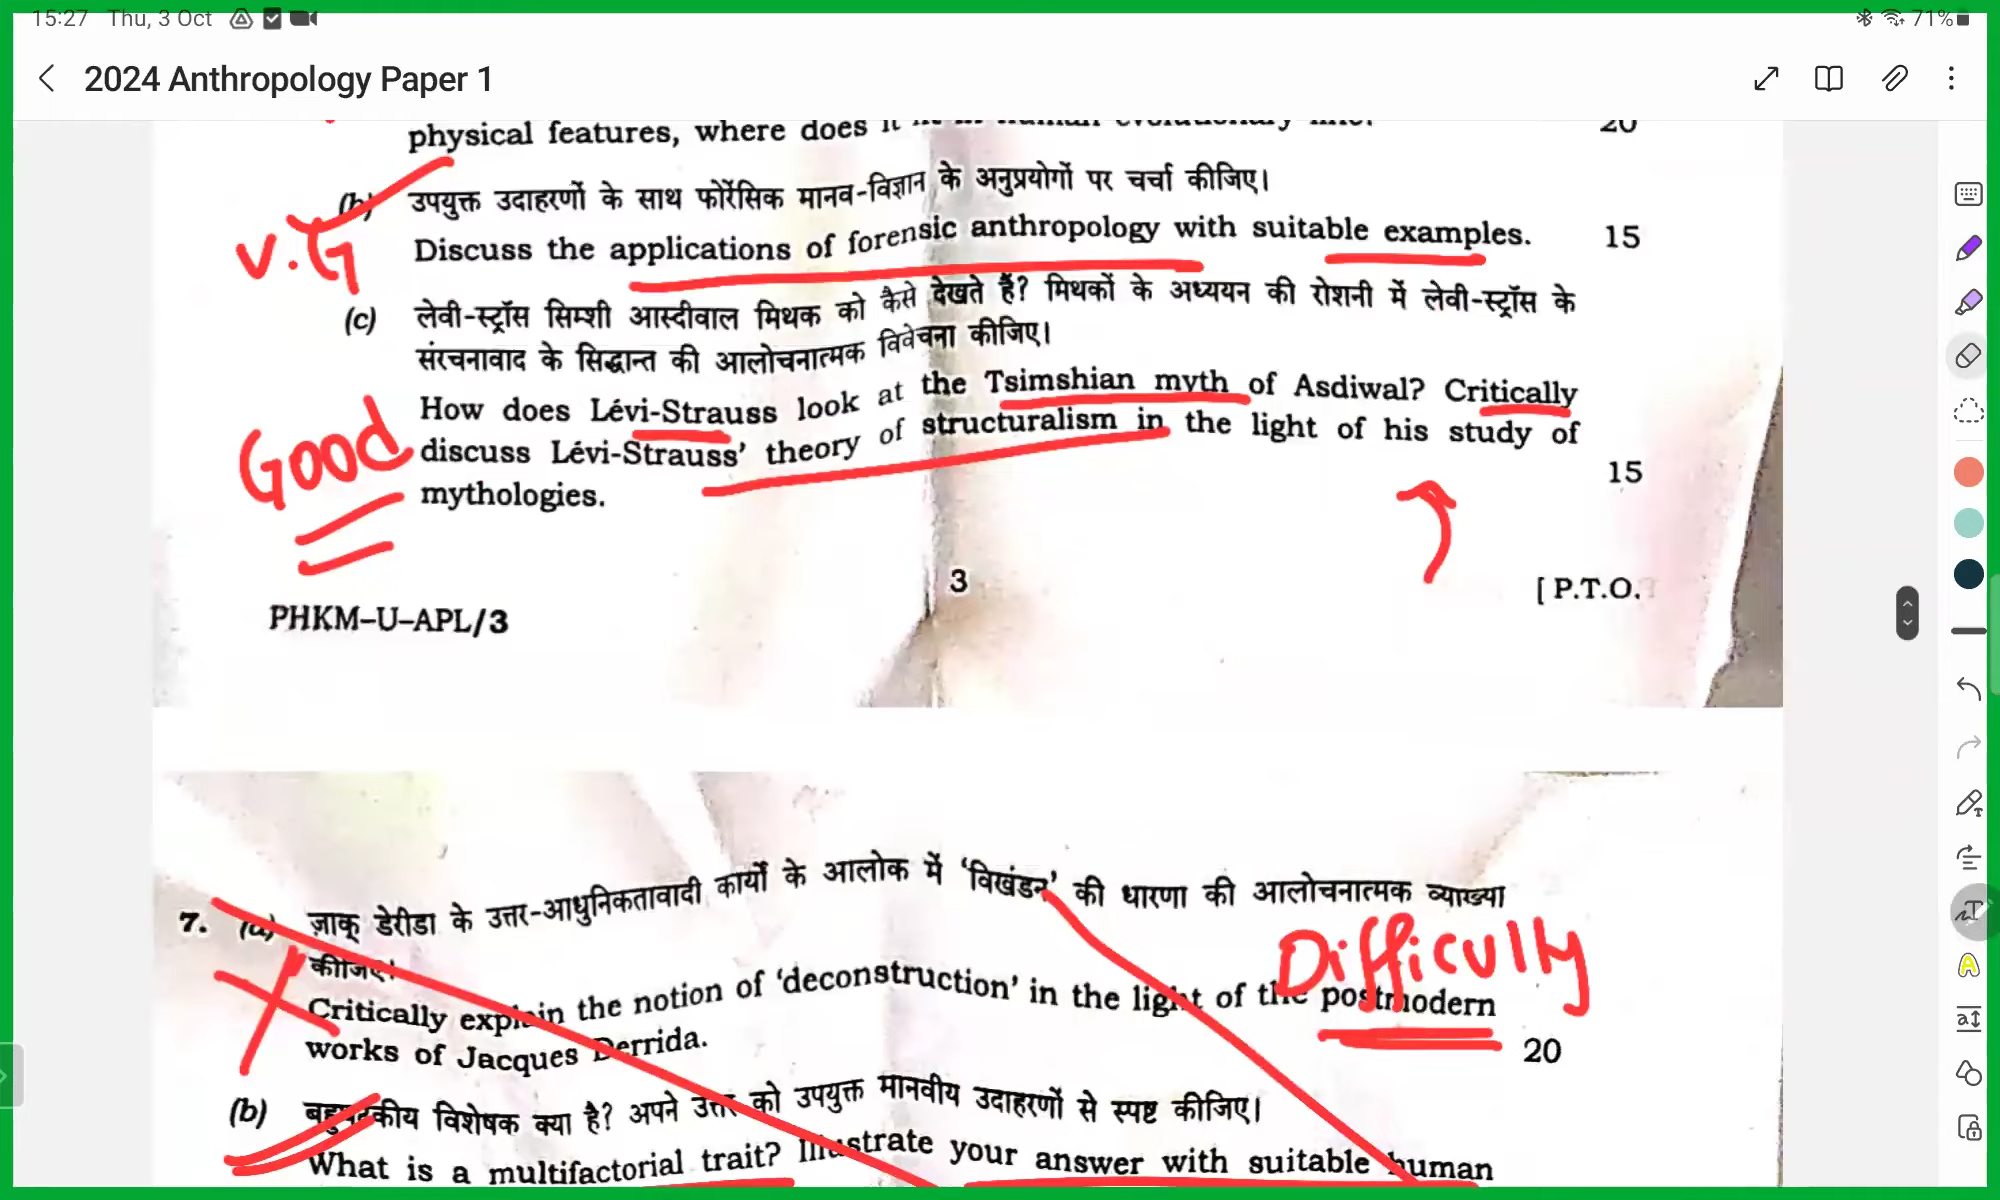 15:27 Thu, 3 Oct
71%
2024 Anthropology Paper 1
physical features, where does it
20
(b) उपयुक्त उदाहरणों के साथ फोरेंसिक मानव-विज्ञान के अनुप्रयोगों पर चर्चा कीजिए।
V.G
Discuss the applications of forensic anthropology with suitable examples. 15
(c) लेवी-स्ट्रॉस सिम्शी आस्दीवाल मिथक को कैसे देखते हैं? मिथकों के अध्ययन की रोशनी में लेवी-स्ट्रॉस के
संरचनावाद के सिद्धान्त की आलोचनात्मक विवेचना कीजिए।
How does Lévi-Strauss look at the Tsimshian myth of Asdiwal? Critically
Good
discuss Lévi-Strauss' theory of structuralism in the light of his study of
mythologies. 15
3
PHKM–U–APL/3
[ P.T.O.
7. (a) ज़ाक् डेरीडा के उत्तर-आधुनिकतावादी कार्यों के आलोक में 'विखंडन' की धारणा की आलोचनात्मक व्याख्या
कीजिए।
Difficully
Critically explain the notion of 'deconstruction' in the light of the postmodern
works of Jacques Derrida. 20
(b) बहुघटकीय विशेषक क्या है? अपने उत्तर को उपयुक्त मानवीय उदाहरणों से स्पष्ट कीजिए।
What is a multifactorial trait? Illustrate your answer with suitable human